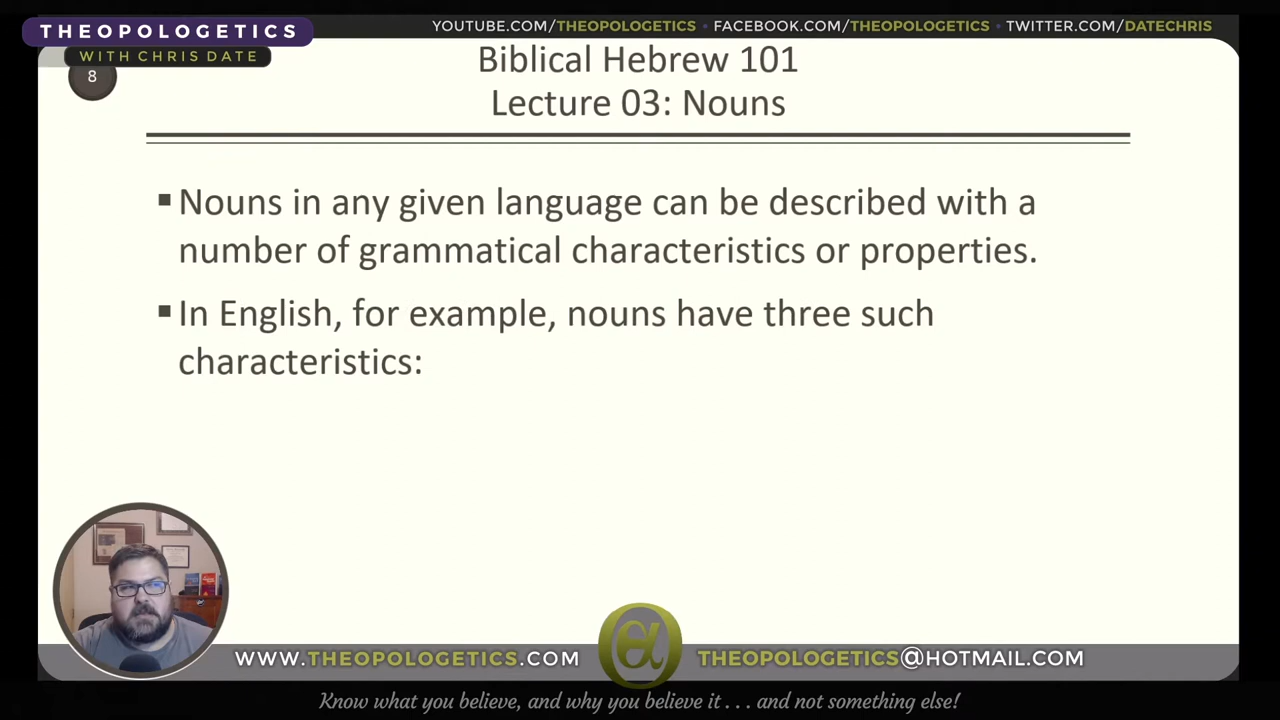 THEOPOLOGETICS
WITH CHRIS DATE
YOUTUBE.COM/THEOPOLOGETICS • FACEBOOK.COM/THEOPOLOGETICS • TWITTER.COM/DATECHRIS
8
Biblical Hebrew 101
Lecture 03: Nouns
▪ Nouns in any given language can be described with a
number of grammatical characteristics or properties.
▪ In English, for example, nouns have three such
characteristics:
WWW.THEOPOLOGETICS.COM
THEOPOLOGETICS@HOTMAIL.COM
Know what you believe, and why you believe it . . . and not something else!